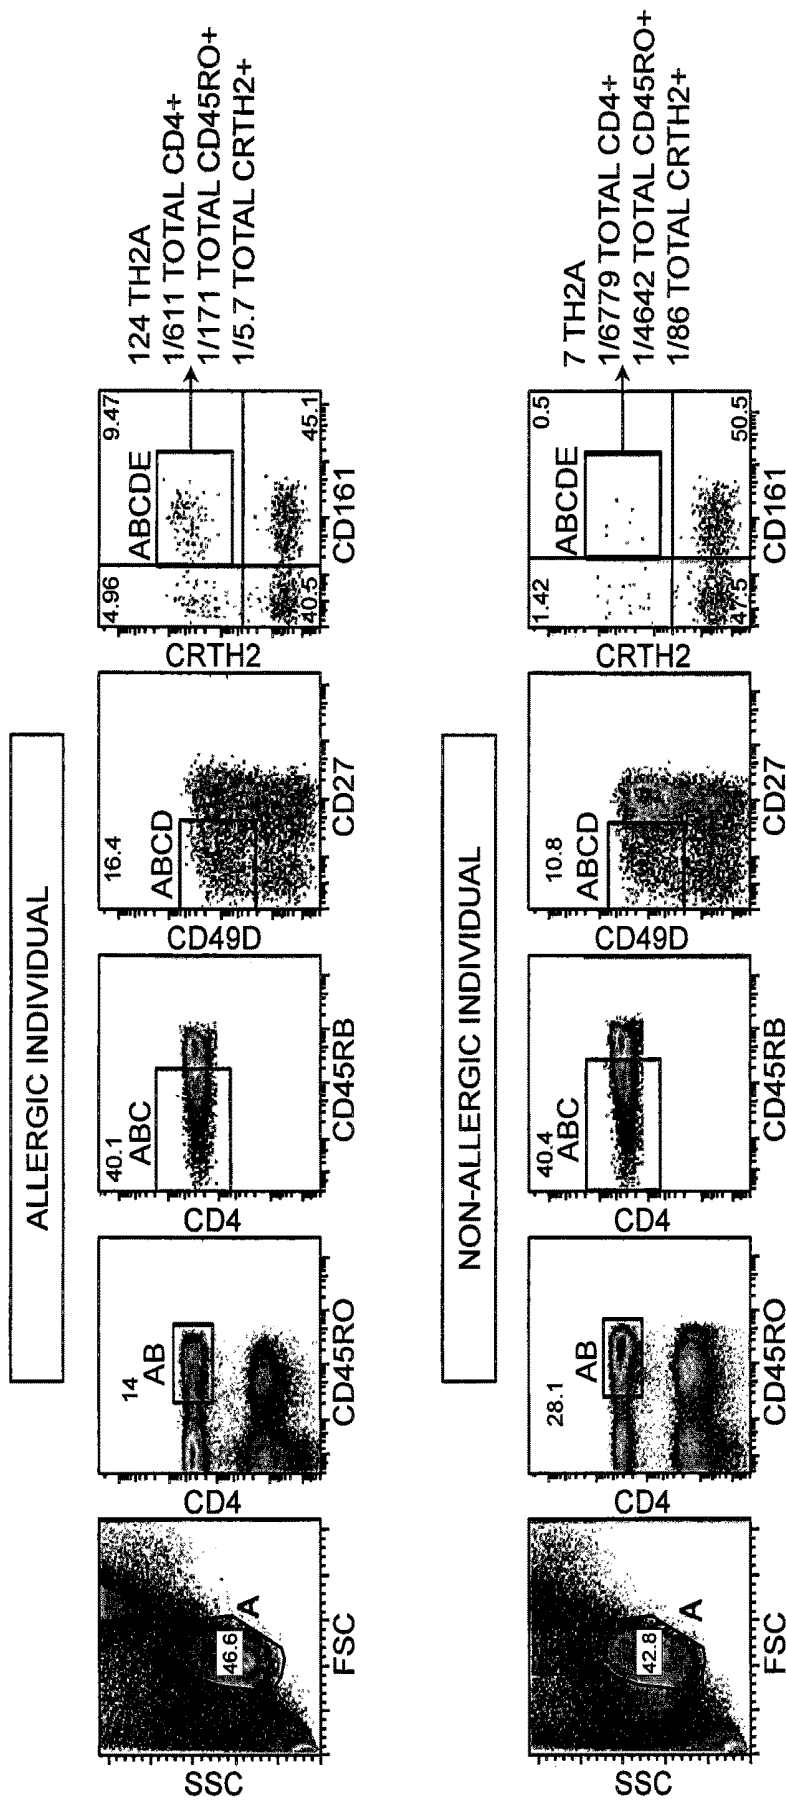 ALLERGIC INDIVIDUAL
SSC
46.6
A
FSC
CD4
14
AB
CD45RO
CD4
40.1
ABC
CD45RB
CD49D
16.4
ABCD
CD27
CRTH2
4.96
9.47
ABCDE
40.5
45.1
CD161
124 TH2A
1/611 TOTAL CD4+
1/171 TOTAL CD45RO+
1/5.7 TOTAL CRTH2+
NON-ALLERGIC INDIVIDUAL
SSC
42.8
A
FSC
CD4
28.1
AB
CD45RO
CD4
40.4
ABC
CD45RB
CD49D
10.8
ABCD
CD27
CRTH2
1.42
0.5
ABCDE
47.5
50.5
CD161
7 TH2A
1/6779 TOTAL CD4+
1/4642 TOTAL CD45RO+
1/86 TOTAL CRTH2+